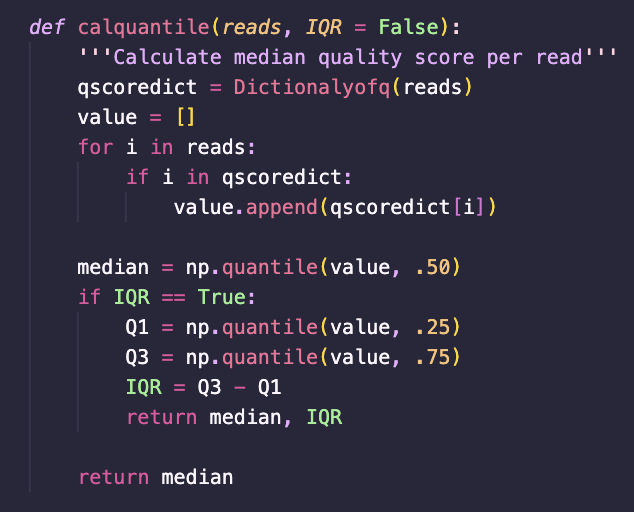 def calquantile(reads, IQR = False):
    '''Calculate median quality score per read'''
    qscoredict = Dictionalyofq(reads)
    value = []
    for i in reads:
        if i in qscoredict:
            value.append(qscoredict[i])

    median = np.quantile(value, .50)
    if IQR == True:
        Q1 = np.quantile(value, .25)
        Q3 = np.quantile(value, .75)
        IQR = Q3 - Q1
        return median, IQR

    return median